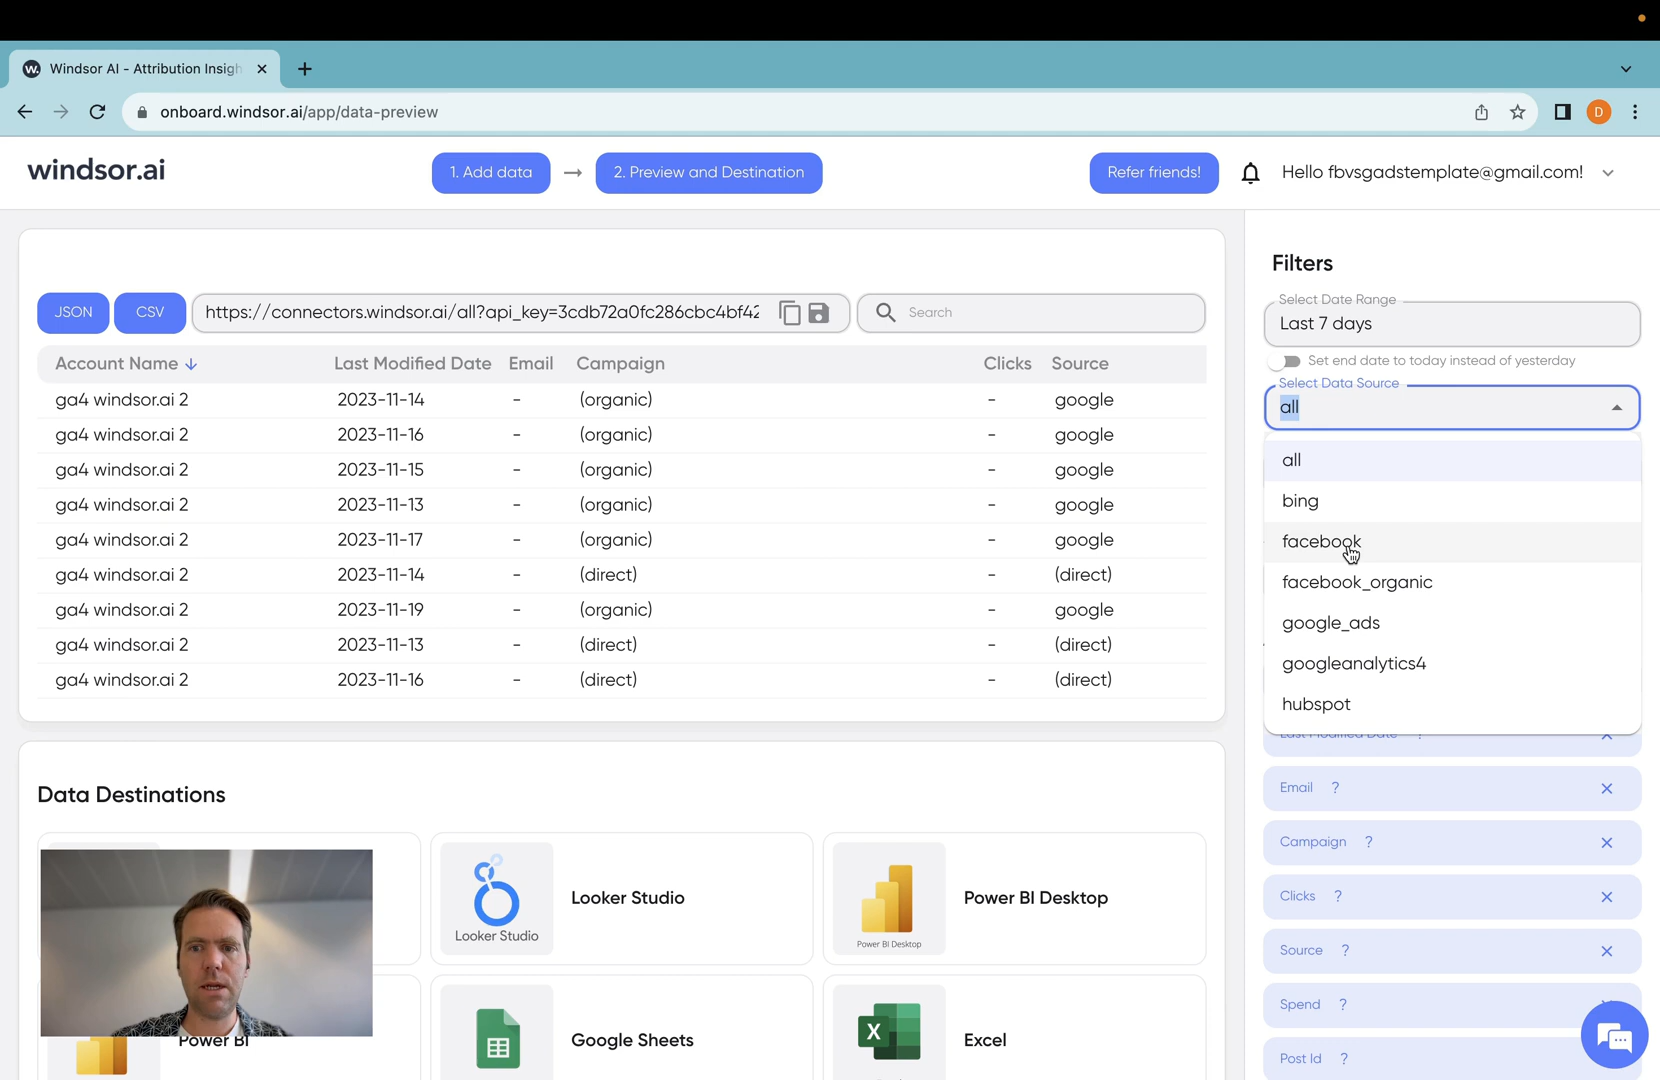 Windsor AI - Attribution Insigh
onboard.windsor.ai/app/data-preview
D
windsor.ai
1. Add data
2. Preview and Destination
Refer friends!
Hello fbvsgadstemplate@gmail.com!
JSON
CSV
https://connectors.windsor.ai/all?api_key=3cdb72a0fc286cbc4bf42
Search
Account Name Last Modified Date Email Campaign Clicks Source
ga4 windsor.ai 2 2023-11-14 - (organic) - google
ga4 windsor.ai 2 2023-11-16 - (organic) - google
ga4 windsor.ai 2 2023-11-15 - (organic) - google
ga4 windsor.ai 2 2023-11-13 - (organic) - google
ga4 windsor.ai 2 2023-11-17 - (organic) - google
ga4 windsor.ai 2 2023-11-14 - (direct) - (direct)
ga4 windsor.ai 2 2023-11-19 - (organic) - google
ga4 windsor.ai 2 2023-11-13 - (direct) - (direct)
ga4 windsor.ai 2 2023-11-16 - (direct) - (direct)
Data Destinations
Looker Studio
Looker Studio
Power BI Desktop
Power BI Desktop
Power BI
Google Sheets
X
Excel
Filters
Select Date Range
Last 7 days
Set end date to today instead of yesterday
Select Data Source
all
all
bing
facebook
facebook_organic
google_ads
googleanalytics4
hubspot
Last Modified Date ?
Email ?
Campaign ?
Clicks ?
Source ?
Spend ?
Post Id ?